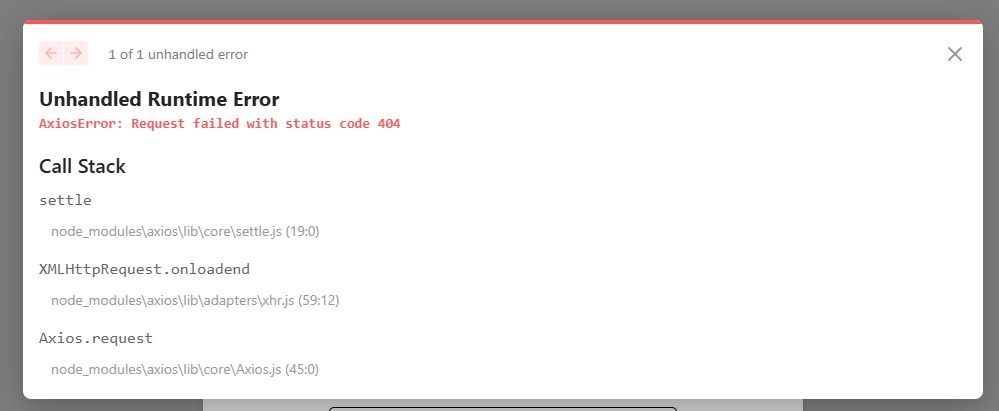 1 of 1 unhandled error
Unhandled Runtime Error
AxiosError: Request failed with status code 404
Call Stack
settle
node_modules\axios\lib\core\settle.js (19:0)
XMLHttpRequest.onloadend
node_modules\axios\lib\adapters\xhr.js (59:12)
Axios.request
node_modules\axios\lib\core\Axios.js (45:0)